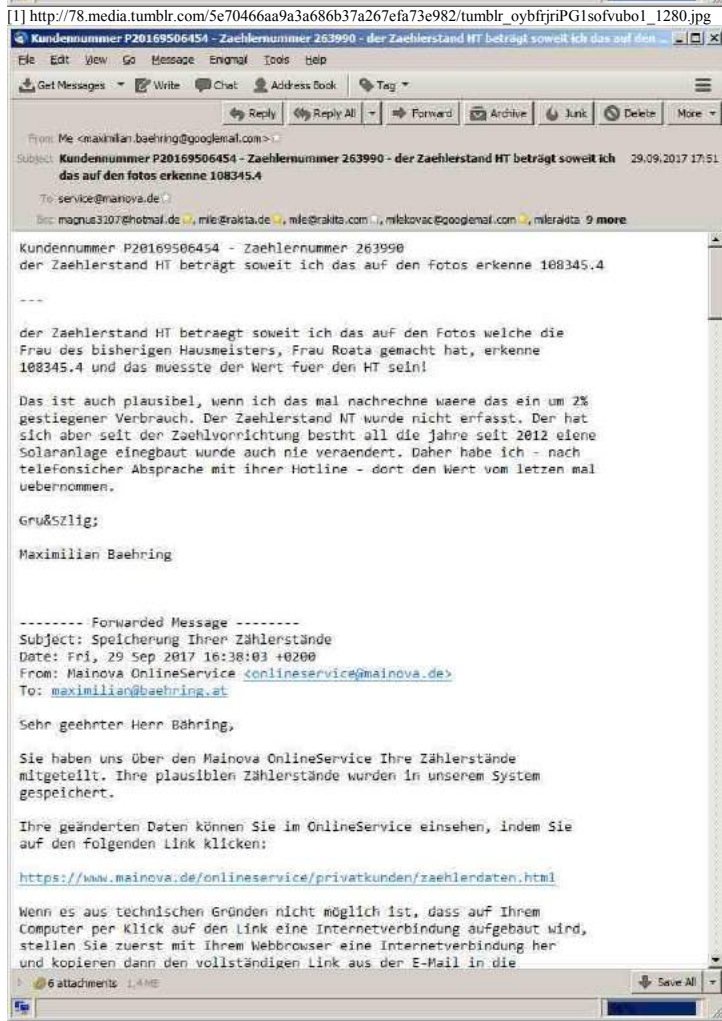 [1] http://78.media.tumblr.com/5e70466aa9a3a686b37a267efa73e982/tumblr_oybfrjriPG1sofvubo1_1280.jpg
Kundennummer P20169506454 - Zaehlernummer 263990 - der Zaehlerstand HT beträgt soweit ich das auf den ...
File Edit View Go Message Enigmail Tools Help
Get Messages Write Chat Address Book Tag
Reply Reply All Forward Archive Junk Delete More
From Me <maximilian.baehring@googlemail.com>
Subject Kundennummer P20169506454 - Zaehlernummer 263990 - der Zaehlerstand HT beträgt soweit ich 29.09.2017 17:51
das auf den fotos erkenne 108345.4
To service@mainova.de
Bcc magnus3107@hotmail.de, mile@rakita.de, mile@rakita.com, milekovac@googlemail.com, milerakita 9 more
Kundennummer P20169506454 - Zaehlernummer 263990
der Zaehlerstand HT beträgt soweit ich das auf den fotos erkenne 108345.4
---
der Zaehlerstand HT betraegt soweit ich das auf den Fotos welche die
Frau des bisherigen Hausmeisters, Frau Roata gemacht hat, erkenne
108345.4 und das muesste der Wert fuer den HT sein!
Das ist auch plausibel, wenn ich das mal nachrechne waere das ein um 2%
gestiegener Verbrauch. Der Zaehlerstand NT wurde nicht erfasst. Der hat
sich aber seit der Zaehlvorrichtung bestht all die jahre seit 2012 eiene
Solaranlage einegbaut wurde auch nie veraendert. Daher habe ich - nach
telefonsicher Absprache mit ihrer Hotline - dort den Wert vom letzen mal
uebernommen.
Gru&SZlig;
Maximilian Baehring
-------- Forwarded Message --------
Subject: Speicherung Ihrer Zählerstände
Date: Fri, 29 Sep 2017 16:38:03 +0200
From: Mainova OnlineService <onlineservice@mainova.de>
To: maximilian@baehring.at
Sehr geehrter Herr Bähring,
Sie haben uns über den Mainova OnlineService Ihre Zählerstände
mitgeteilt. Ihre plausiblen Zählerstände wurden in unserem System
gespeichert.
Ihre geänderten Daten können Sie im OnlineService einsehen, indem Sie
auf den folgenden Link klicken:
https://www.mainova.de/onlineservice/privatkunden/zaehlerdaten.html
Wenn es aus technischen Gründen nicht möglich ist, dass auf Ihrem
Computer per Klick auf den Link eine Internetverbindung aufgebaut wird,
stellen Sie zuerst mit Ihrem Webbrowser eine Internetverbindung her
und kopieren dann den vollständigen Link aus der E-Mail in die
6 attachments 1,4 MB Save All